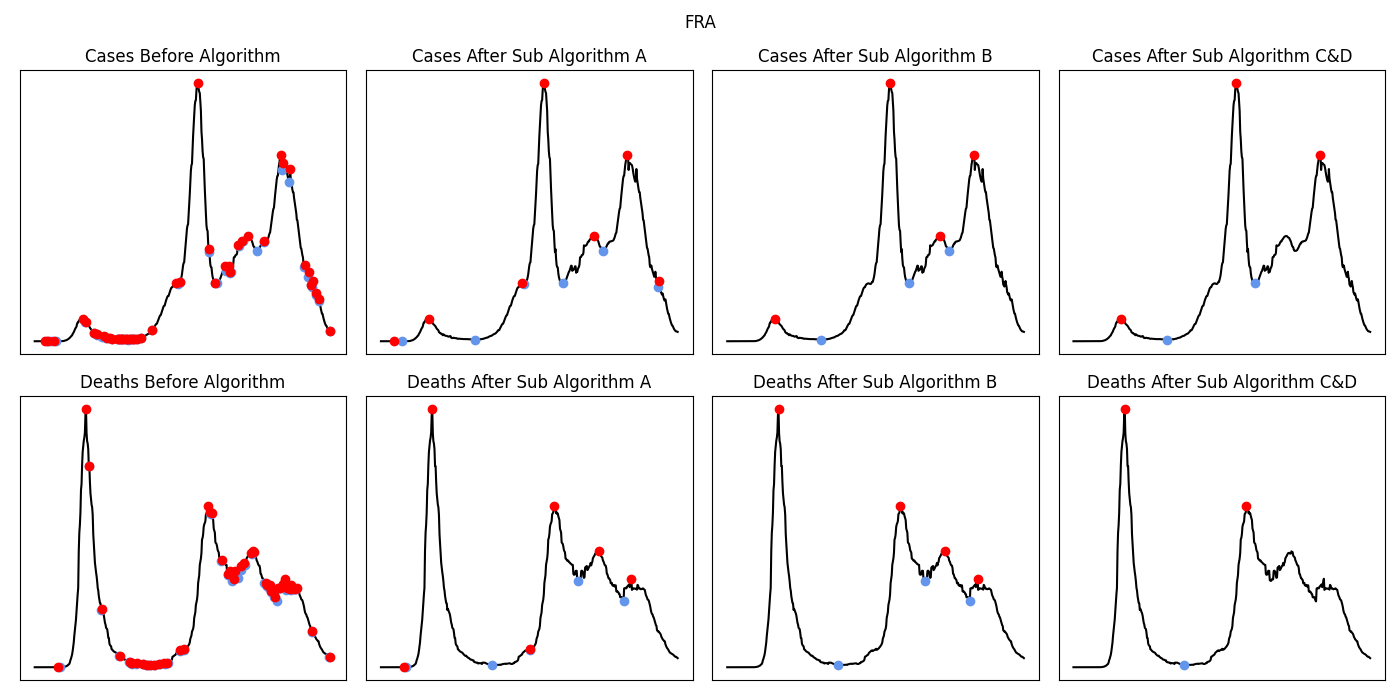 FRA
Cases Before Algorithm
Cases After Sub Algorithm A
Cases After Sub Algorithm B
Cases After Sub Algorithm C&D
Deaths Before Algorithm
Deaths After Sub Algorithm A
Deaths After Sub Algorithm B
Deaths After Sub Algorithm C&D